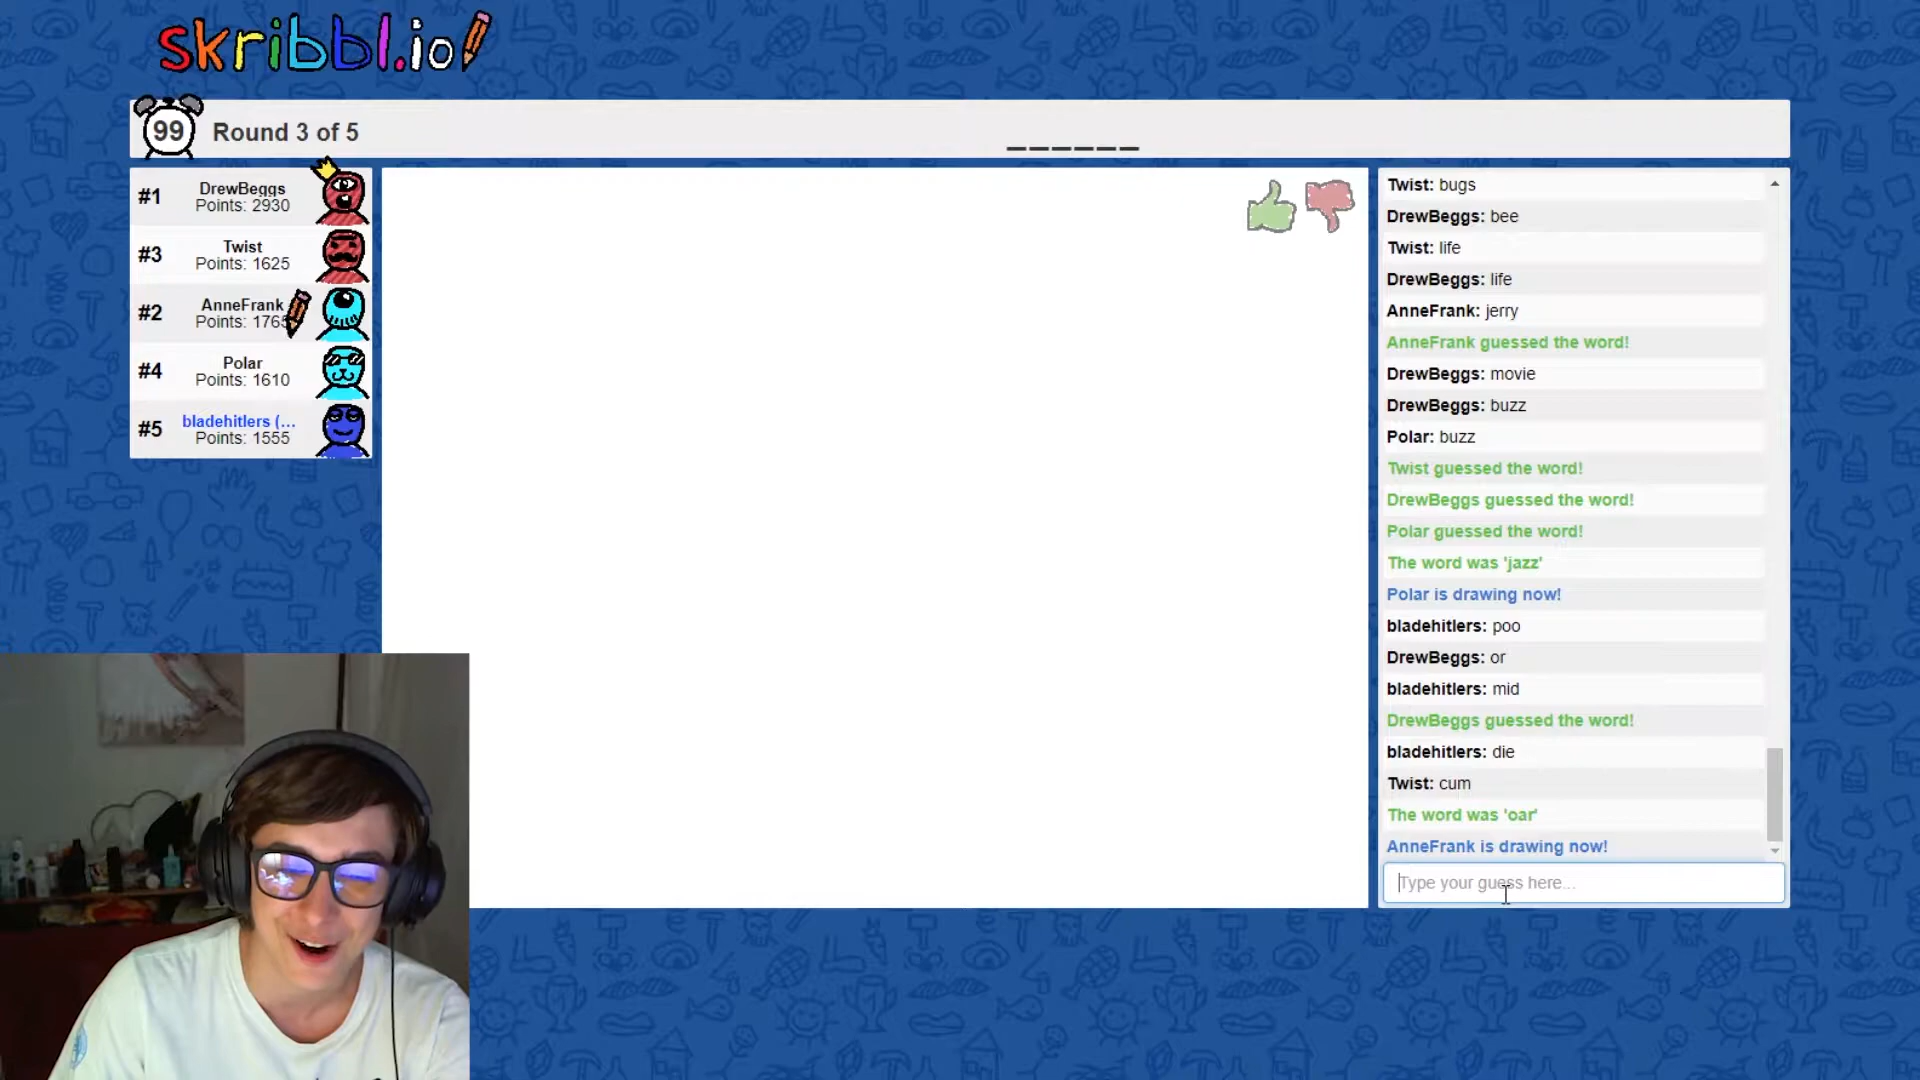 skribbl.io
99
Round 3 of 5
______
#1
DrewBeggs
Points: 2930
#3
Twist
Points: 1625
#2
AnneFrank
Points: 1765
#4
Polar
Points: 1610
#5
bladehitlers (...
Points: 1555
Twist: bugs
DrewBeggs: bee
Twist: life
DrewBeggs: life
AnneFrank: jerry
AnneFrank guessed the word!
DrewBeggs: movie
DrewBeggs: buzz
Polar: buzz
Twist guessed the word!
DrewBeggs guessed the word!
Polar guessed the word!
The word was 'jazz'
Polar is drawing now!
bladehitlers: poo
DrewBeggs: or
bladehitlers: mid
DrewBeggs guessed the word!
bladehitlers: die
Twist: cum
The word was 'oar'
AnneFrank is drawing now!
Type your guess here...